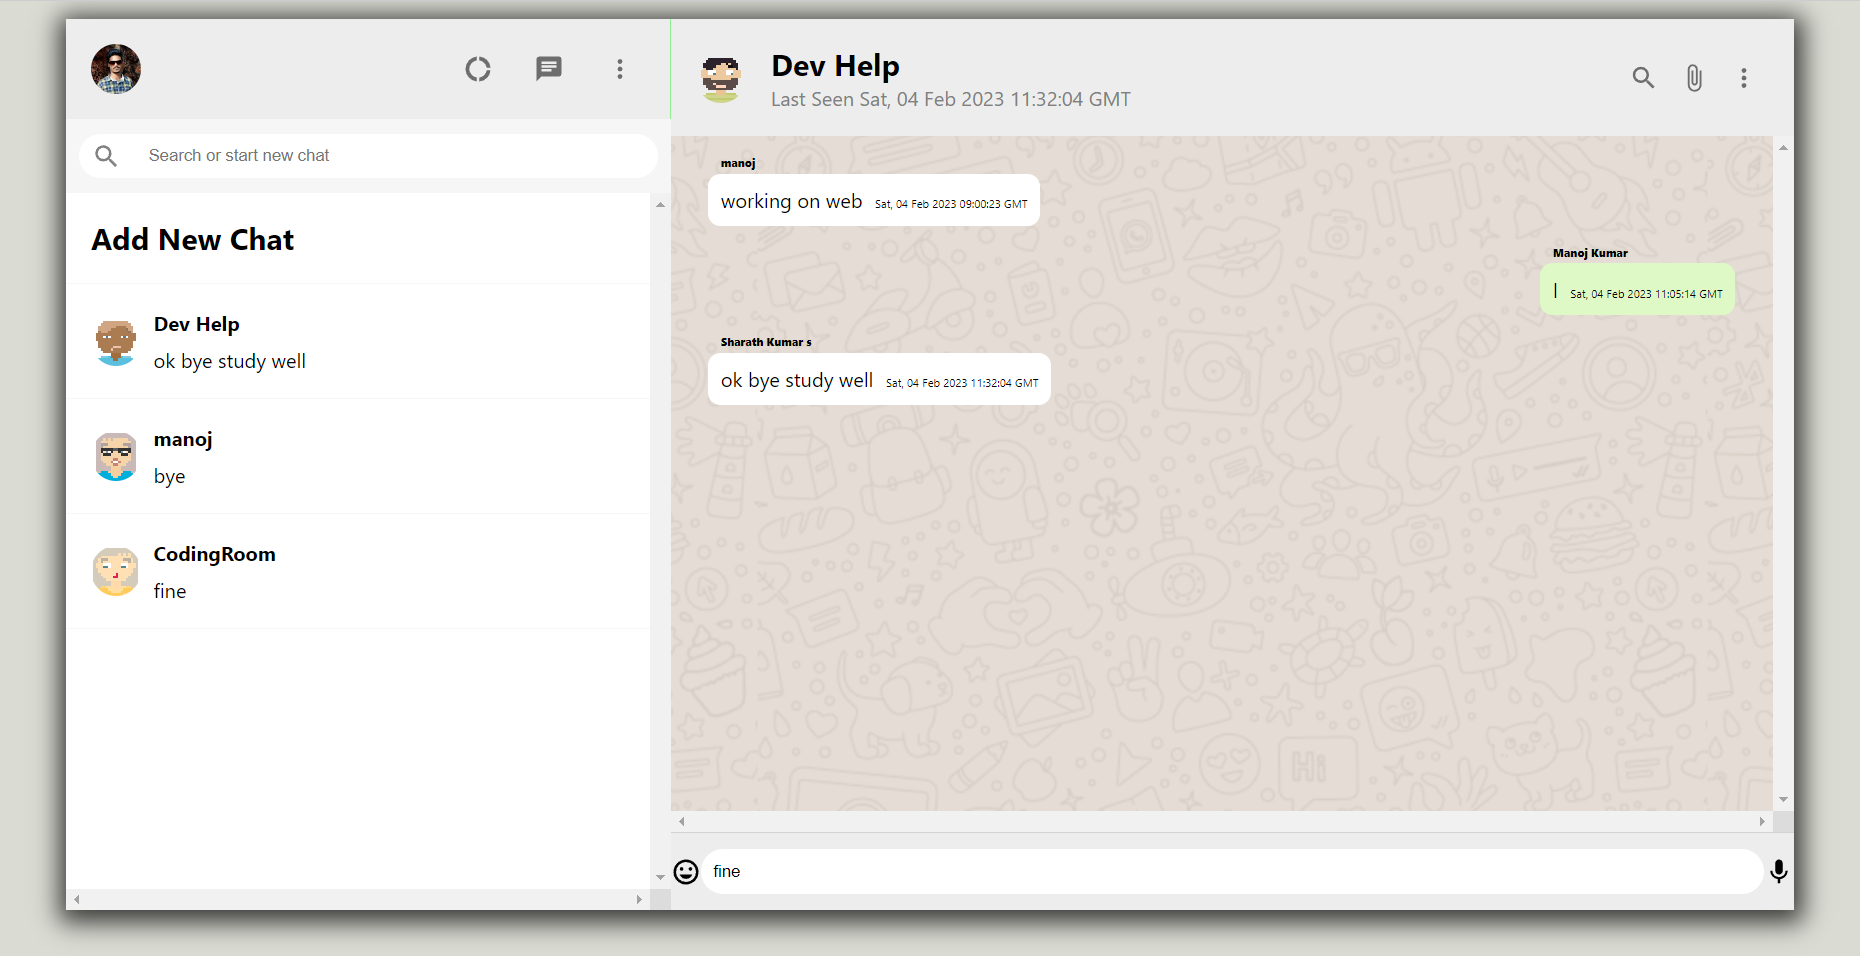 Search or start new chat
Add New Chat
Dev Help
ok bye study well
manoj
bye
CodingRoom
fine
Dev Help
Last Seen Sat, 04 Feb 2023 11:32:04 GMT
manoj
working on web Sat, 04 Feb 2023 09:00:23 GMT
Manoj Kumar
l Sat, 04 Feb 2023 11:05:14 GMT
Sharath Kumar s
ok bye study well Sat, 04 Feb 2023 11:32:04 GMT
Hi
fine